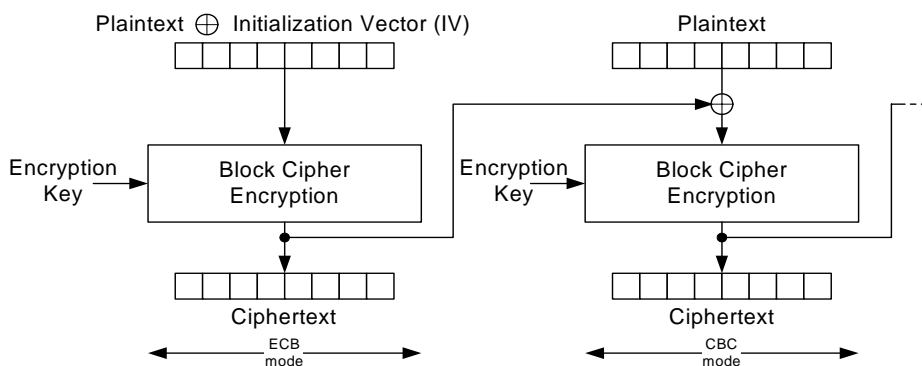 Plaintext ⊕ Initialization Vector (IV)
Plaintext
Encryption
Key
Block Cipher
Encryption
Encryption
Key
Block Cipher
Encryption
Ciphertext
Ciphertext
ECB
mode
CBC
mode